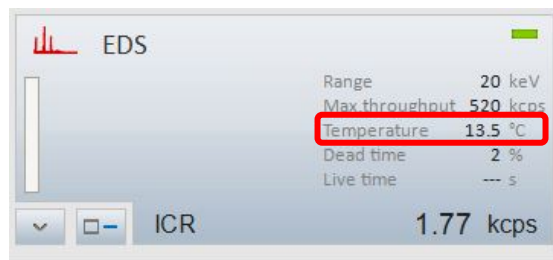 EDS
Range 20 keV
Max.throughput 520 kcps
Temperature 13.5 °C
Dead time 2 %
Live time --- s
ICR 1.77 kcps